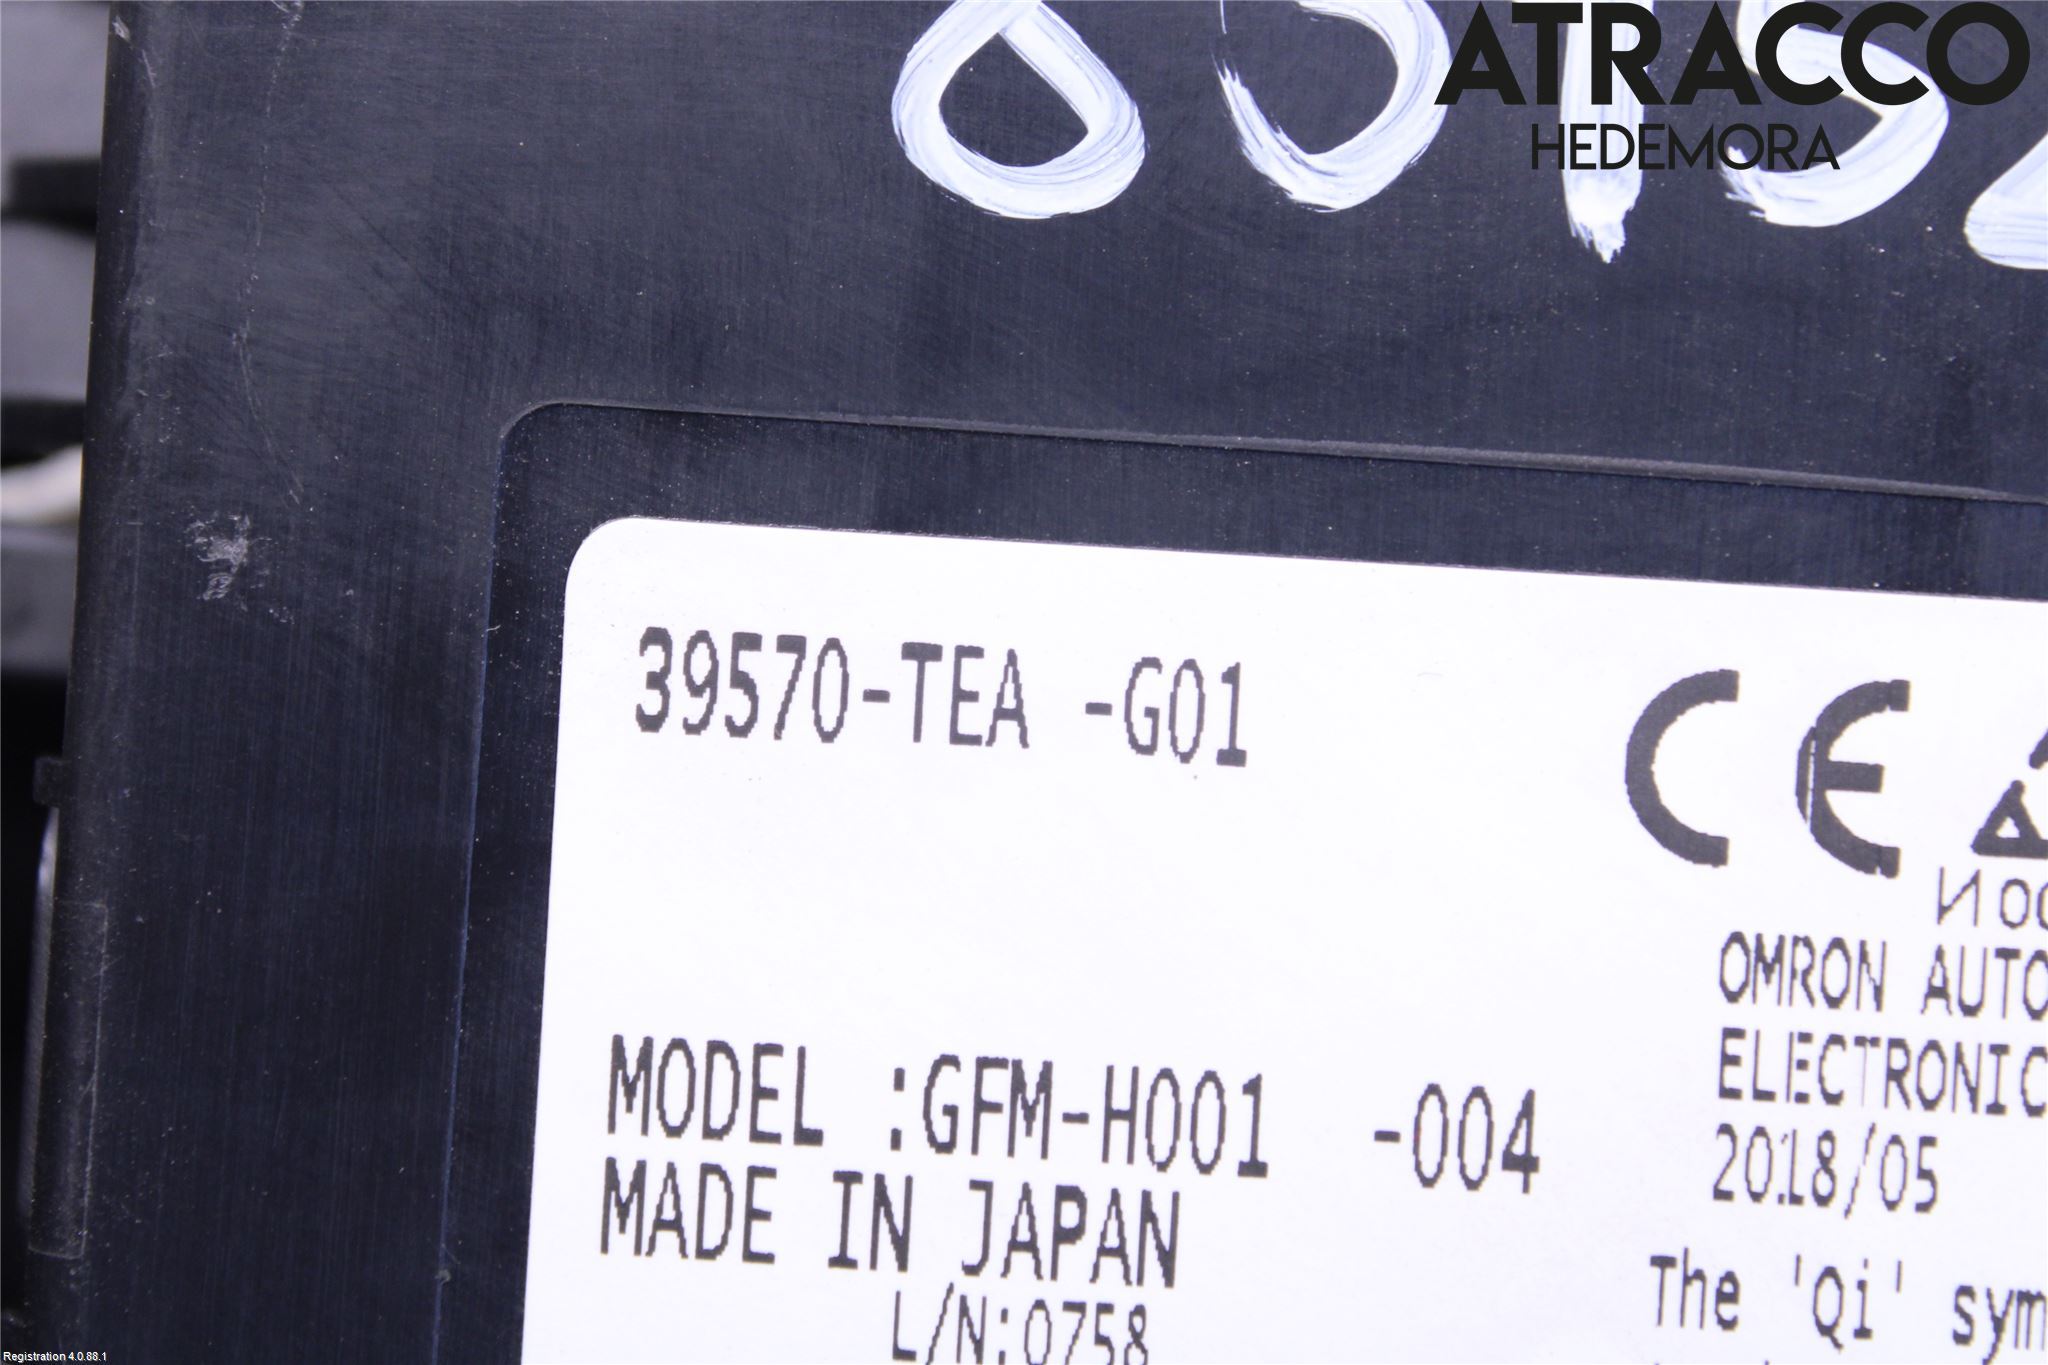 ATRACCO
HEDEMORA
39570-TEA -G01
CE
И 00
OMRON AUTO
ELECTRONIC
2018/05
MODEL :GFM-H001 -004
MADE IN JAPAN
L/N:0758
The 'Qi' sym
Registration 4.0.88.1